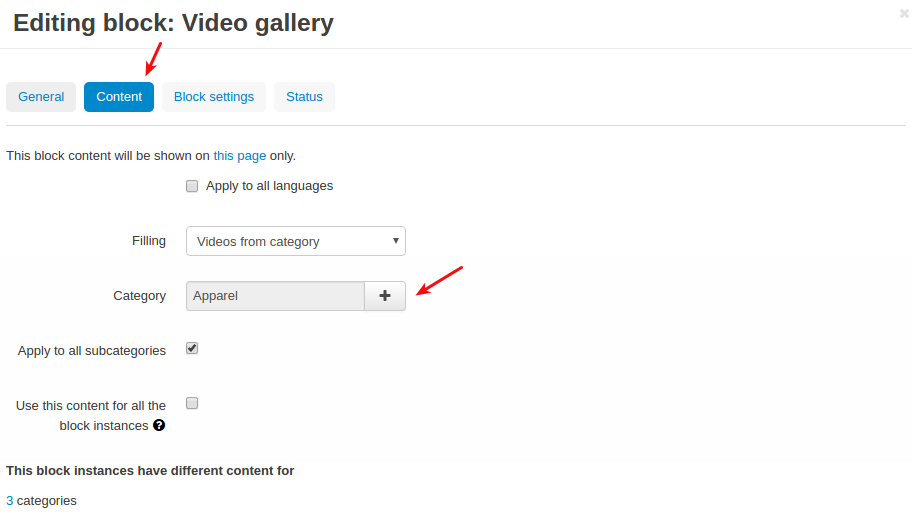 Editing block: Video gallery
General Content Block settings Status
This block content will be shown on this page only.
Apply to all languages
Filling Videos from category
Category Apparel
Apply to all subcategories
Use this content for all the
block instances
This block instances have different content for
3 categories